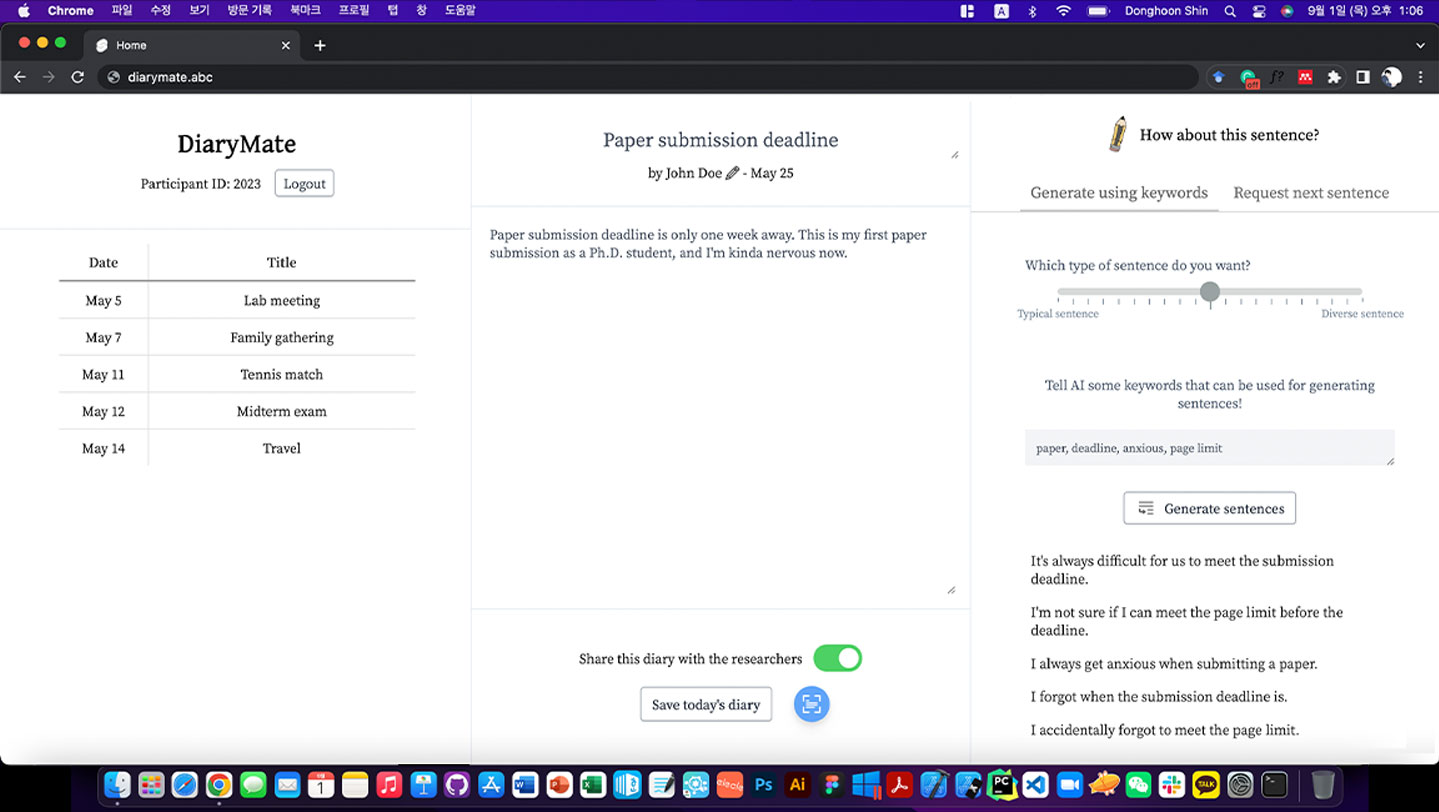 Chrome 파일 수정 보기 방문 기록 북마크 프로필 탭 창 도움말 A Donghoon Shin 9월 1일 (목) 오후 1:06
Home
diarymate.abc
off
f?
DiaryMate
Participant ID: 2023 Logout
Date Title
May 5 Lab meeting
May 7 Family gathering
May 11 Tennis match
May 12 Midterm exam
May 14 Travel
Paper submission deadline
by John Doe - May 25
Paper submission deadline is only one week away. This is my first paper
submission as a Ph.D. student, and I'm kinda nervous now.
Share this diary with the researchers
Save today's diary
How about this sentence?
Generate using keywords Request next sentence
Which type of sentence do you want?
Typical sentence Diverse sentence
Tell AI some keywords that can be used for generating
sentences!
paper, deadline, anxious, page limit
Generate sentences
It's always difficult for us to meet the submission
deadline.
I'm not sure if I can meet the page limit before the
deadline.
I always get anxious when submitting a paper.
I forgot when the submission deadline is.
I accidentally forgot to meet the page limit.
1 W P X Ps Ai PC TALK